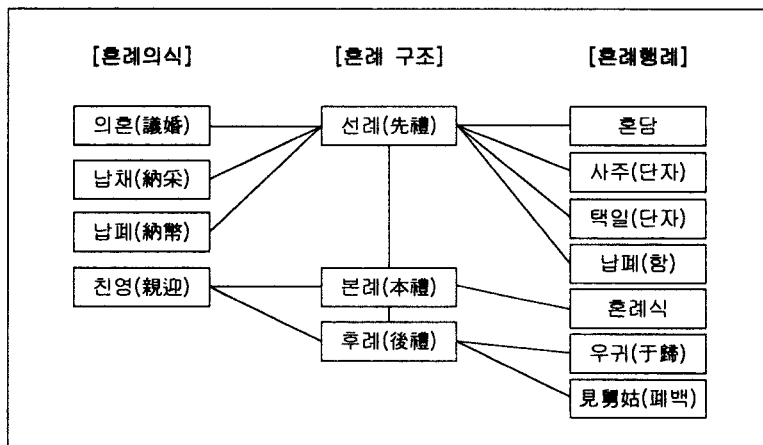 [혼례의식] [혼례 구조] [혼례행례]
의혼(議婚) 선례(先禮) 혼담
납채(納采) 사주(단자)
납폐(納幣) 택일(단자)
납폐(함)
친영(親迎) 본례(本禮) 혼례식
후례(後禮) 우귀(于歸)
見舅姑(폐백)